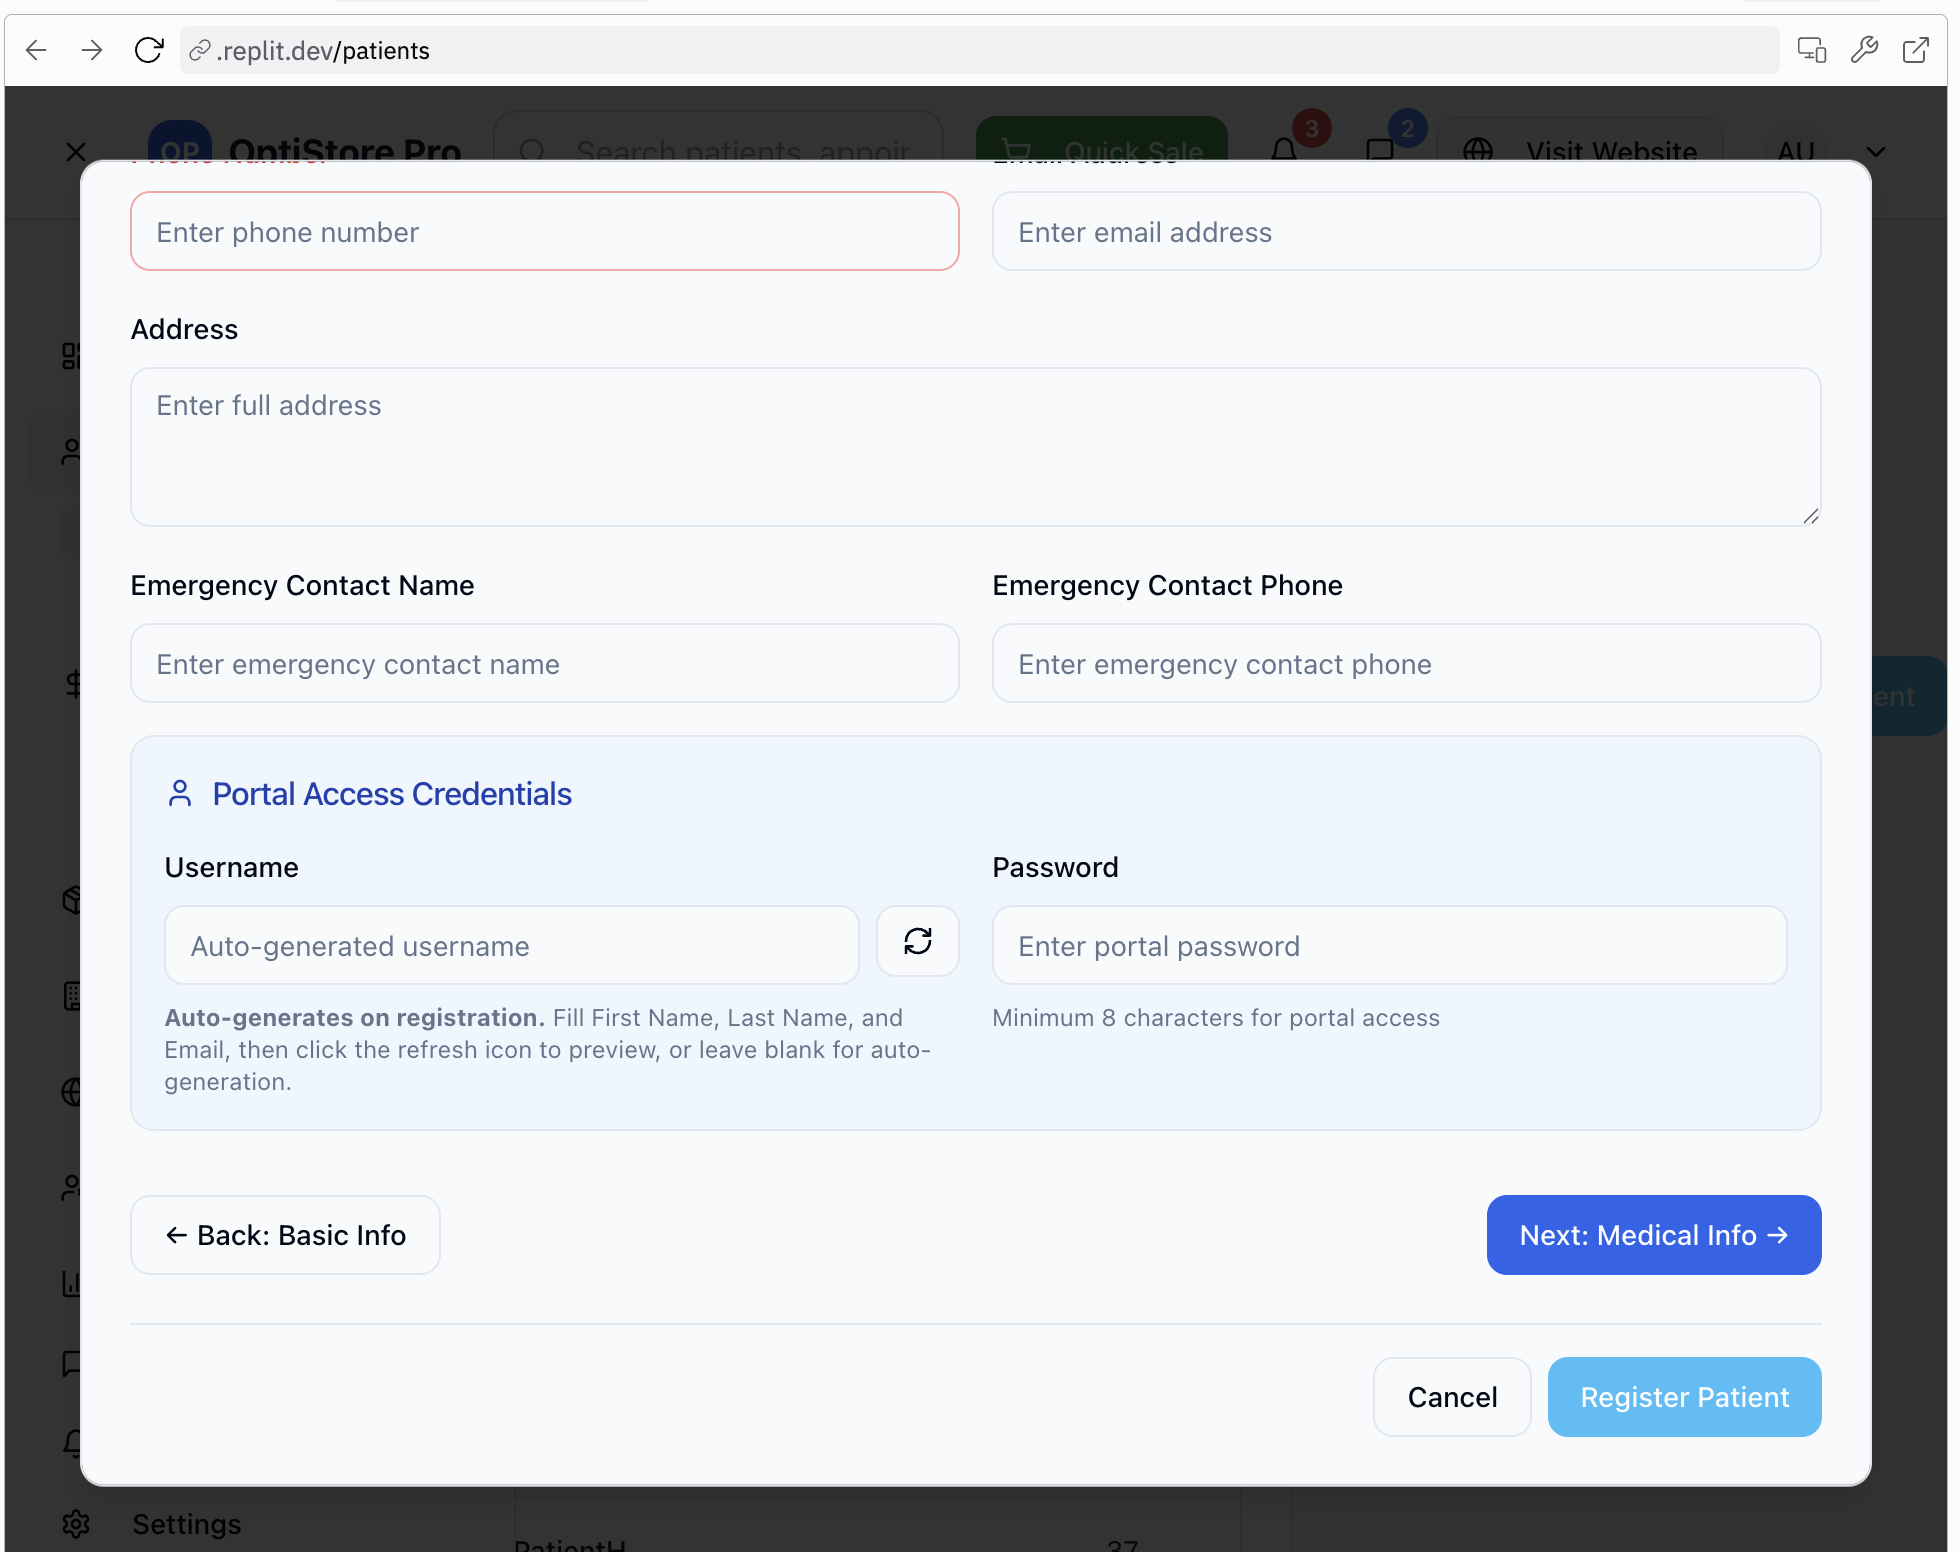 .replit.dev/patients
OP OptiStore Pro Search patients, appoir Quick Sale 3 2 Visit Website AU
Phone Number Email Address
Enter phone number Enter email address
Address
Enter full address
Emergency Contact Name Emergency Contact Phone
Enter emergency contact name Enter emergency contact phone
ent
Portal Access Credentials
Username Password
Auto-generated username Enter portal password
Auto-generates on registration. Fill First Name, Last Name, and Minimum 8 characters for portal access
Email, then click the refresh icon to preview, or leave blank for auto-
generation.
← Back: Basic Info Next: Medical Info →
Cancel Register Patient
Settings
PatientH 37